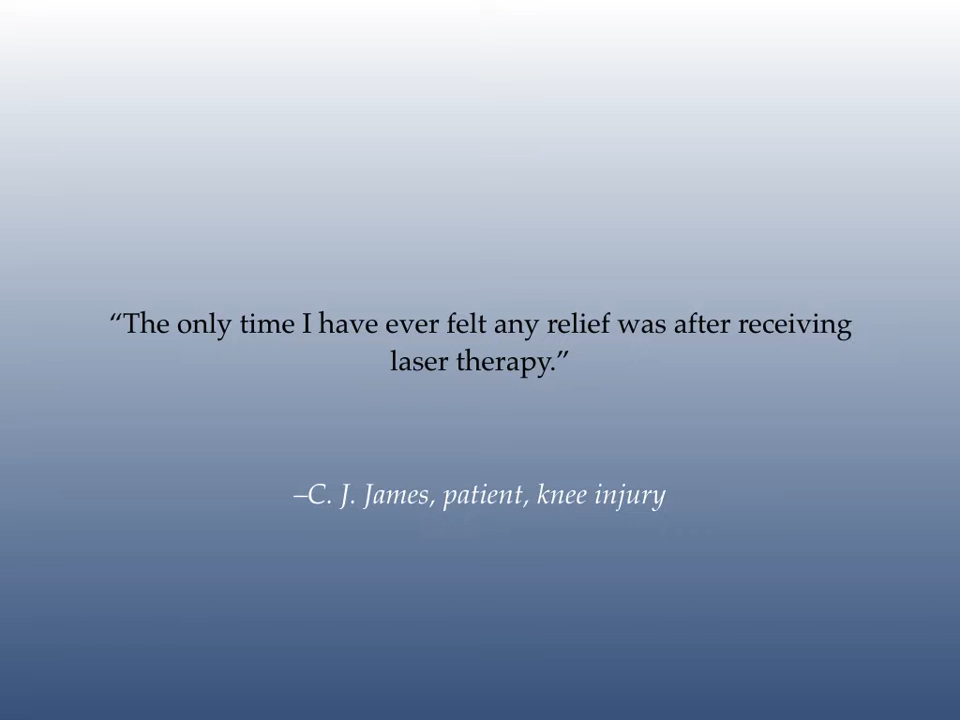 “The only time I have ever felt any relief was after receiving
laser therapy.”
–C. J. James, patient, knee injury